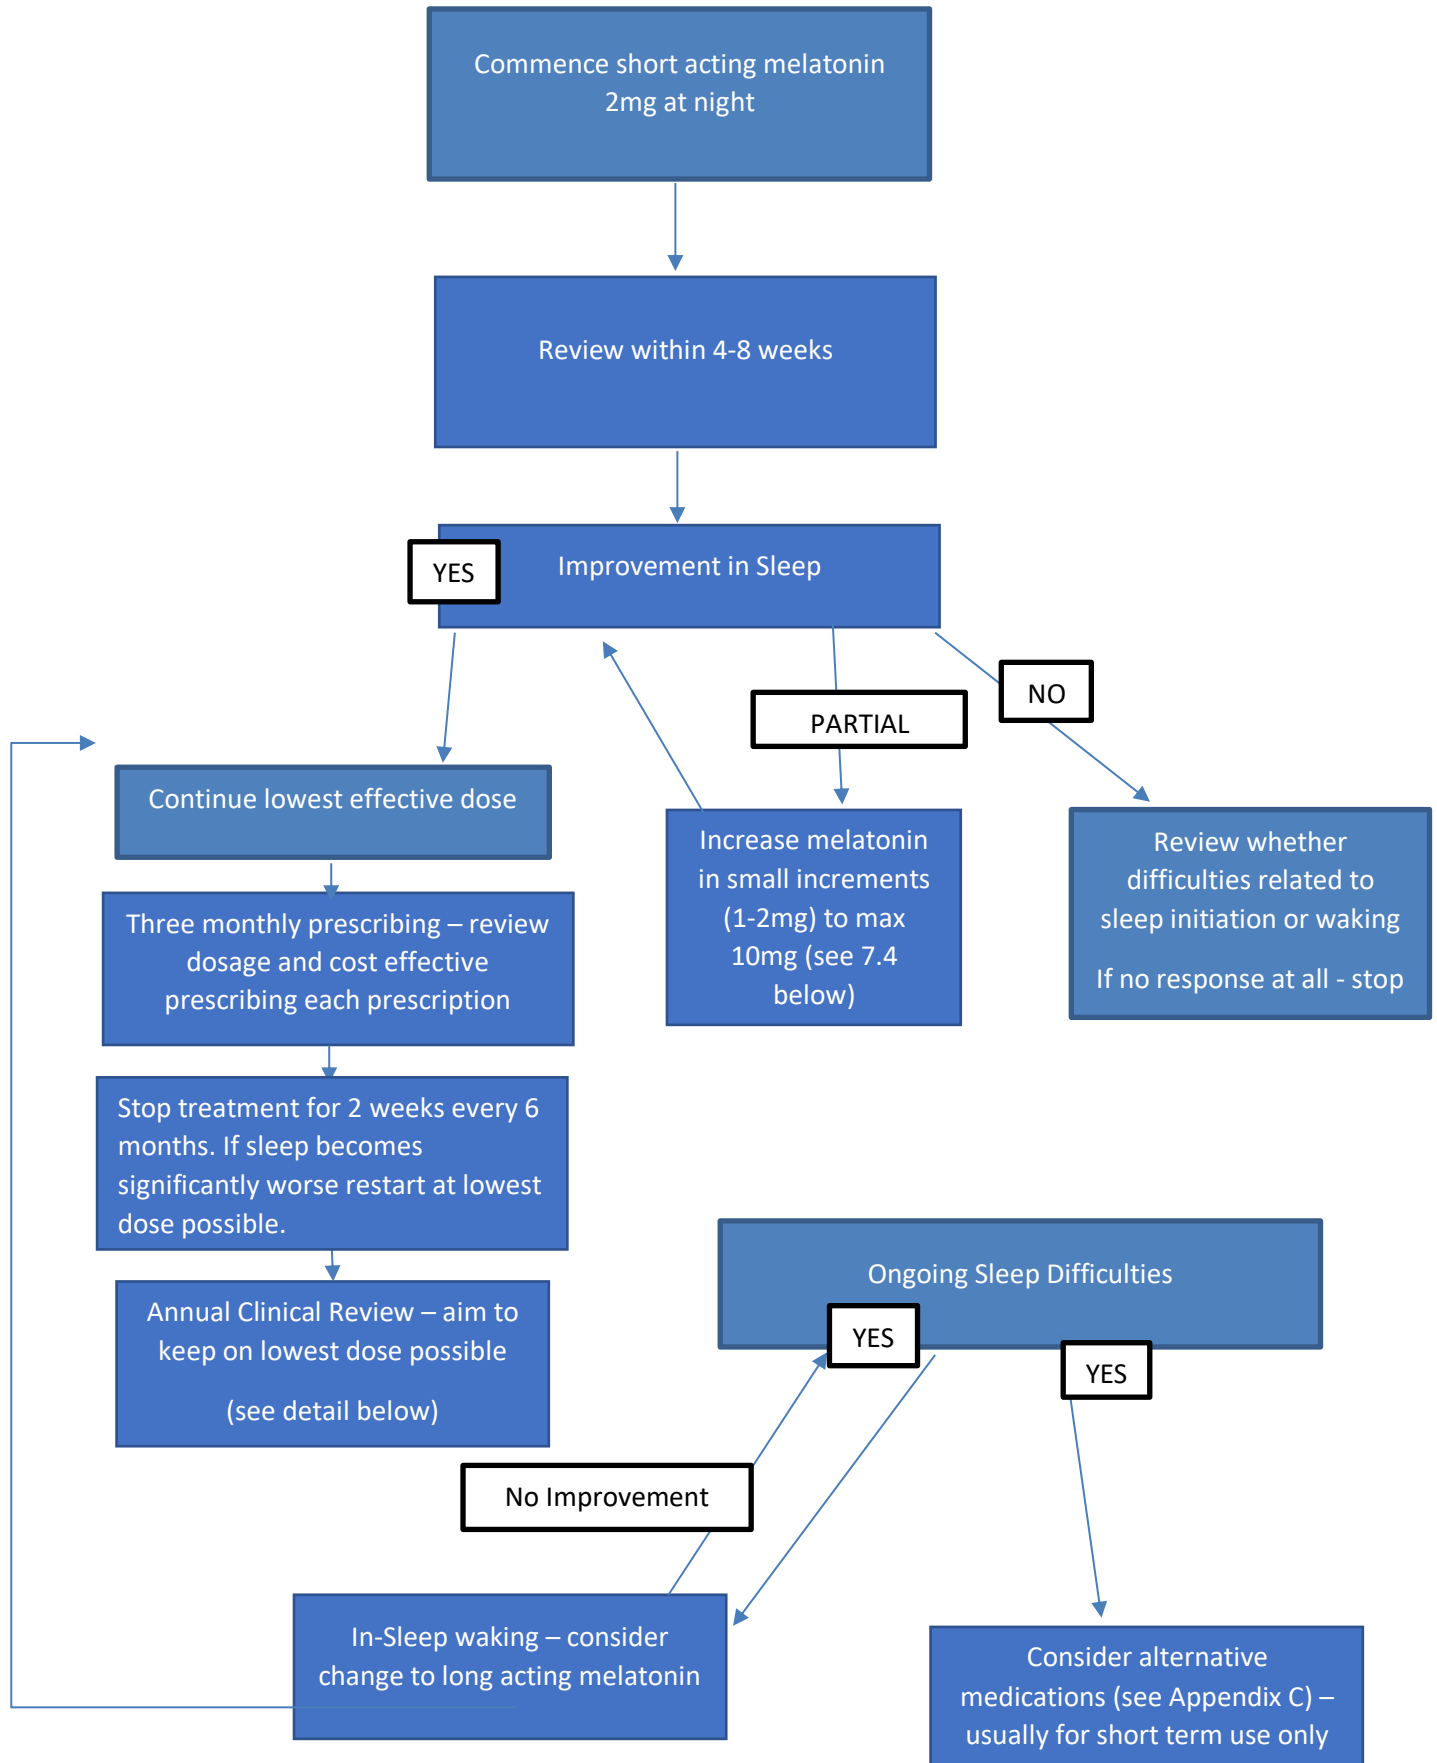 Commence short acting melatonin
2mg at night
Review within 4-8 weeks
Improvement in Sleep
YES
PARTIAL
NO
Continue lowest effective dose
Three monthly prescribing – review
dosage and cost effective
prescribing each prescription
Stop treatment for 2 weeks every 6
months. If sleep becomes
significantly worse restart at lowest
dose possible.
Annual Clinical Review – aim to
keep on lowest dose possible
(see detail below)
Increase melatonin
in small increments
(1-2mg) to max
10mg (see 7.4
below)
Review whether
difficulties related to
sleep initiation or waking
If no response at all - stop
Ongoing Sleep Difficulties
YES
YES
No Improvement
In-Sleep waking – consider
change to long acting melatonin
Consider alternative
medications (see Appendix C) –
usually for short term use only